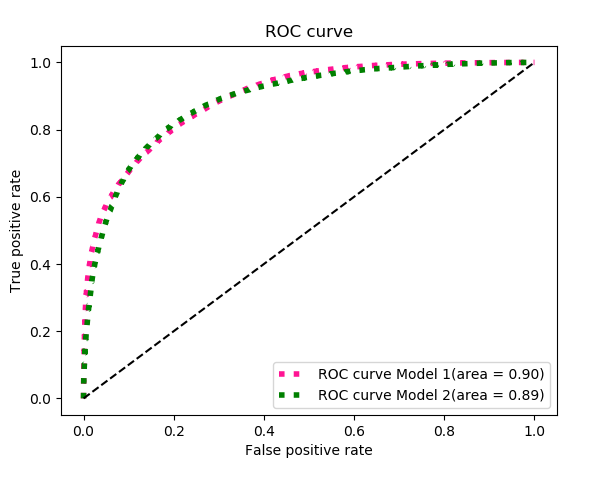 ROC curve
1.0
0.8
0.6
0.4
0.2
0.0
True positive rate
ROC curve Model 1(area = 0.90)
ROC curve Model 2(area = 0.89)
0.0 0.2 0.4 0.6 0.8 1.0
False positive rate